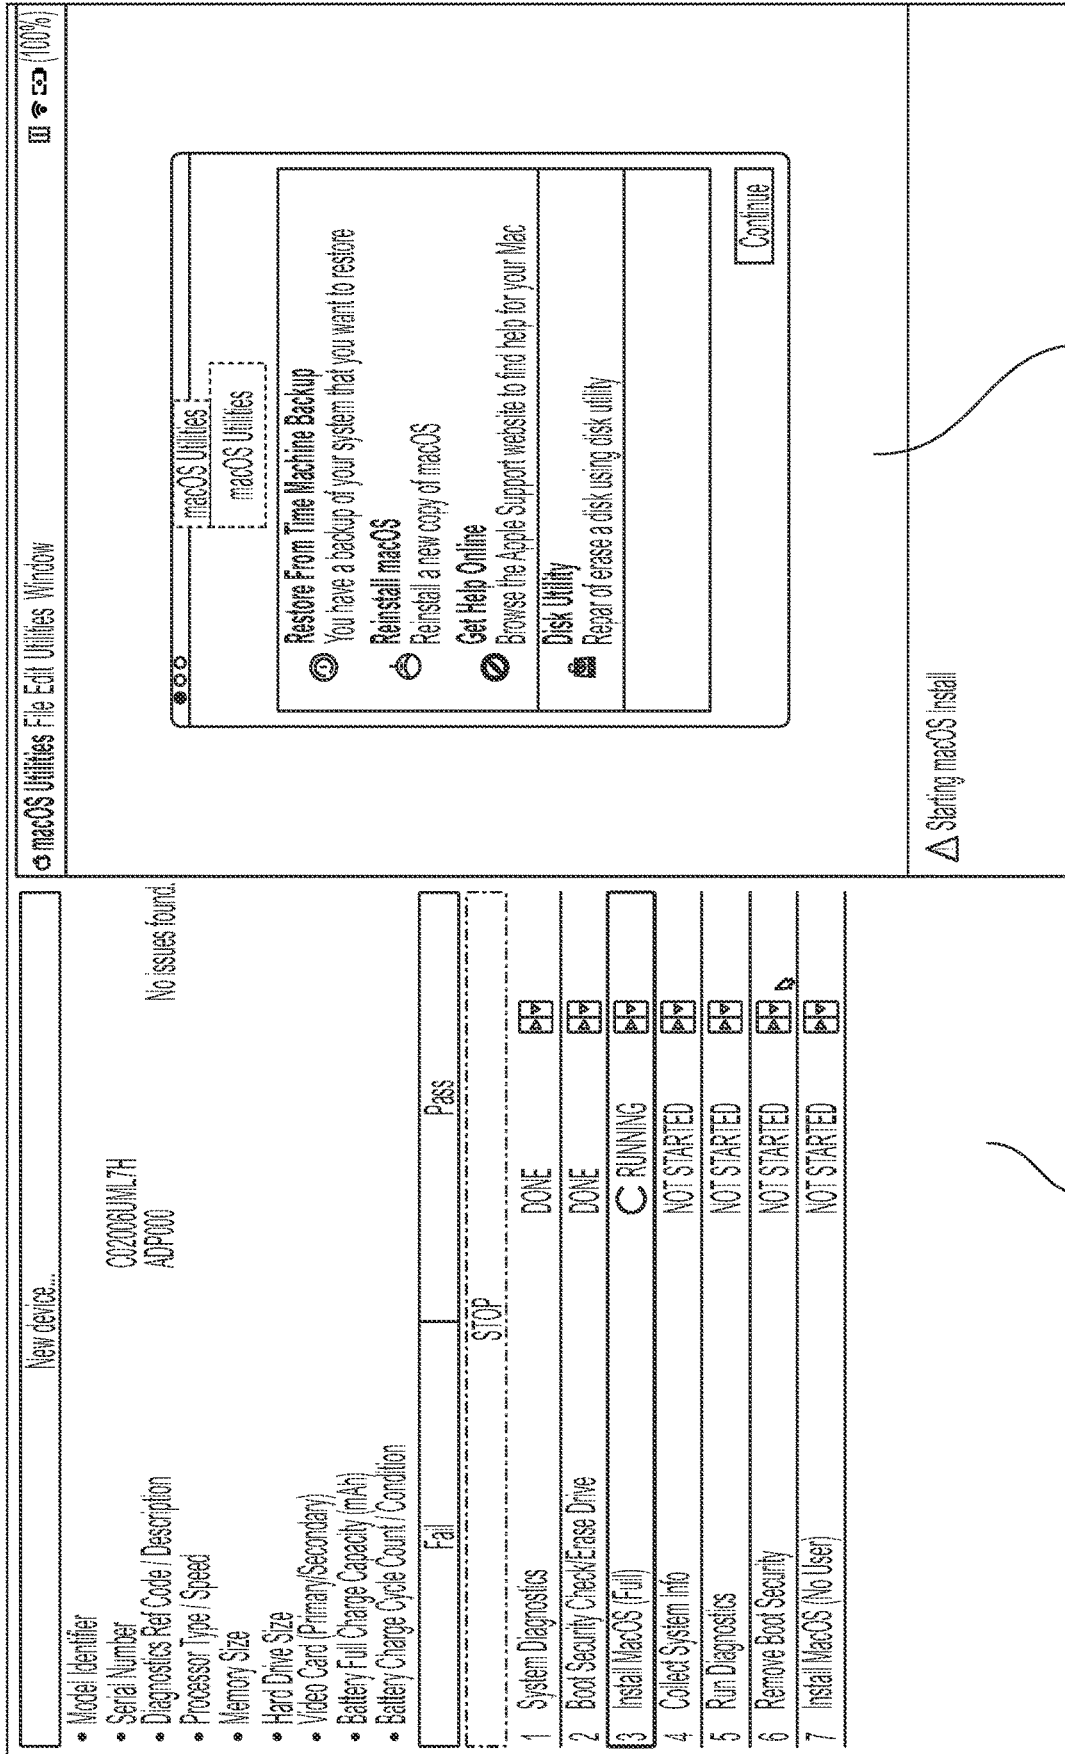 New device...
• Model Identifier
• Serial Number C02006UML7H
• Diagnostics Ref Code / Description ADP000 No issues found.
• Processor Type / Speed
• Memory Size
• Hard Drive Size
• Video Card (Primary/Secondary)
• Battery Full Charge Capacity (mAh)
• Battery Charge Cycle Count / Condition
Fail Pass
STOP
1 System Diagnostics DONE
2 Boot Security Check/Erase Drive DONE
3 Install MacOS (Full) RUNNING
4 Collect System Info NOT STARTED
5 Run Diagnostics NOT STARTED
6 Remove Boot Security NOT STARTED
7 Install MacOS (No User) NOT STARTED
macOS Utilities File Edit Utilities Window (100%)
macOS Utilities
macOS Utilities
Restore From Time Machine Backup
You have a backup of your system that you want to restore
Reinstall macOS
Reinstall a new copy of macOS
Get Help Online
Browse the Apple Support website to find help for your Mac
Disk Utility
Repar of erase a disk using disk utility
Continue
Starting macOS install